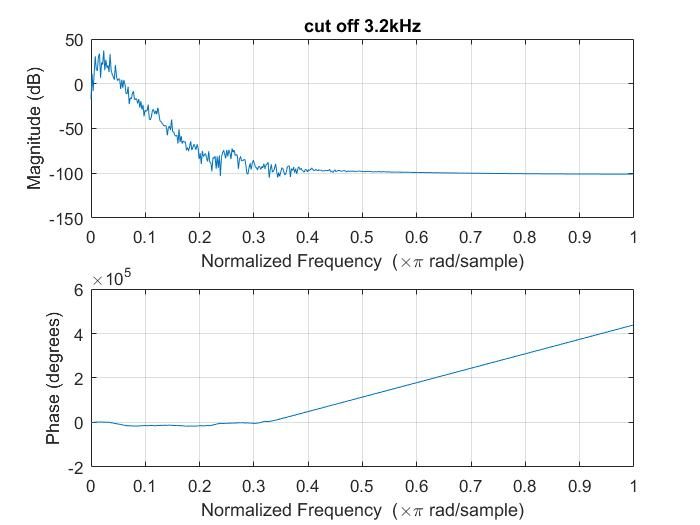 cut off 3.2kHz
50
0
-50
-100
-150
Magnitude (dB)
0 0.1 0.2 0.3 0.4 0.5 0.6 0.7 0.8 0.9 1
Normalized Frequency (×π rad/sample)
×10⁵
6
4
2
0
-2
Phase (degrees)
0 0.1 0.2 0.3 0.4 0.5 0.6 0.7 0.8 0.9 1
Normalized Frequency (×π rad/sample)